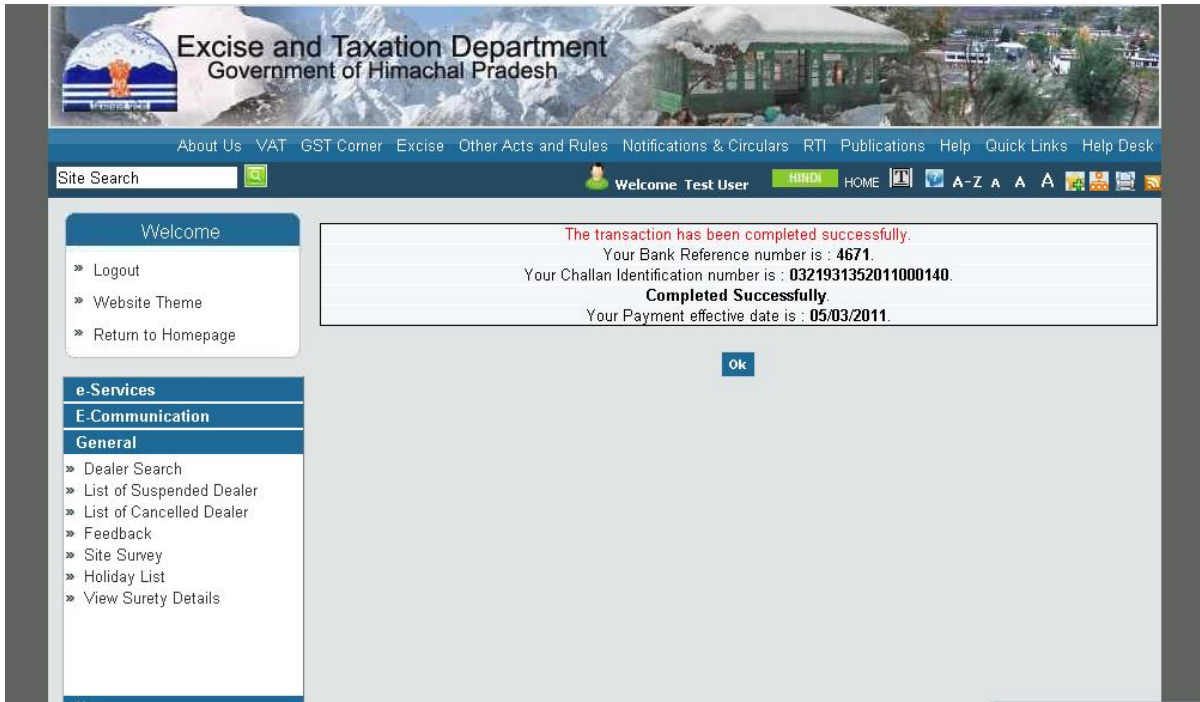 Excise and Taxation Department
Government of Himachal Pradesh
About Us VAT GST Corner Excise Other Acts and Rules Notifications & Circulars RTI Publications Help Quick Links Help Desk
Site Search
Welcome Test User HINDI HOME T ? A-Z A A A
Welcome
» Logout
» Website Theme
» Return to Homepage
The transaction has been completed successfully.
Your Bank Reference number is : 4671.
Your Challan Identification number is : 0321931352011000140.
Completed Successfully.
Your Payment effective date is : 05/03/2011.
Ok
e-Services
E-Communication
General
» Dealer Search
» List of Suspended Dealer
» List of Cancelled Dealer
» Feedback
» Site Survey
» Holiday List
» View Surety Details